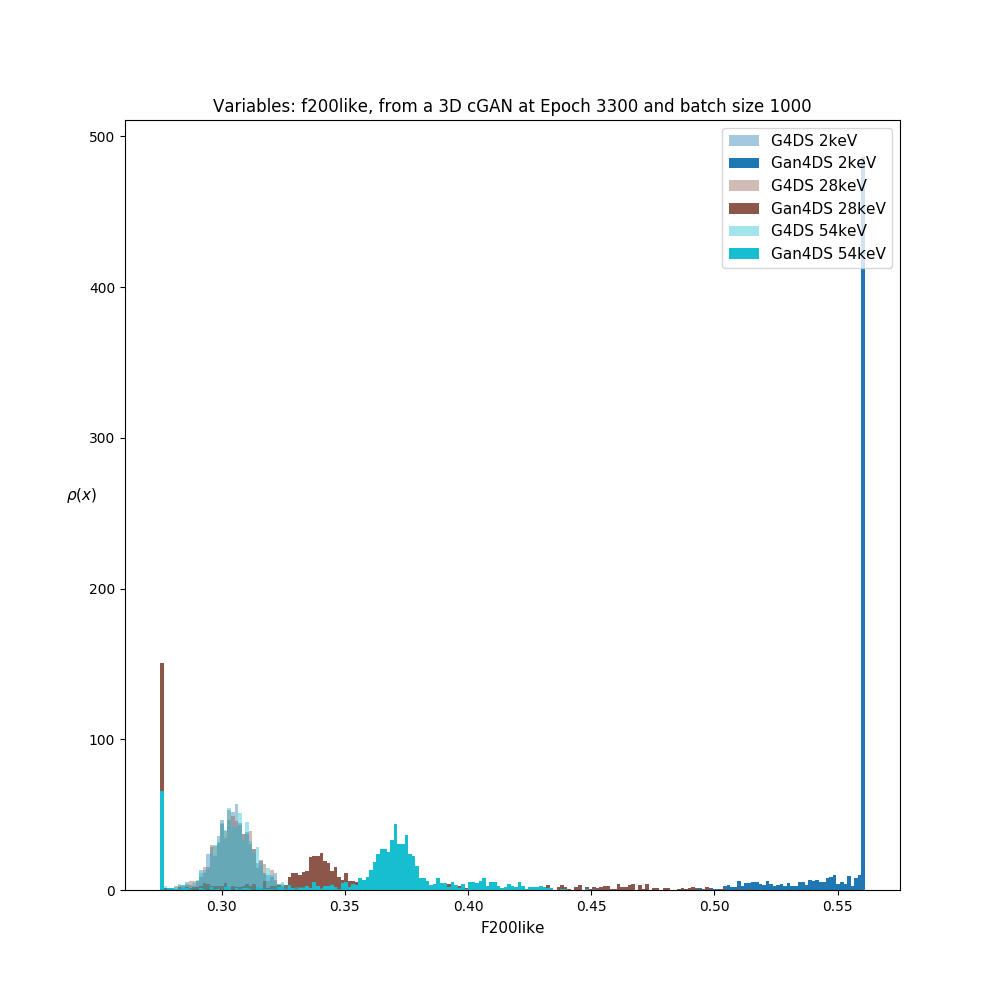 Variables: f200like, from a 3D cGAN at Epoch 3300 and batch size 1000
G4DS 2keV
Gan4DS 2keV
G4DS 28keV
Gan4DS 28keV
G4DS 54keV
Gan4DS 54keV
500
400
300
ρ(x)
200
100
0
0.30 0.35 0.40 0.45 0.50 0.55
F200like